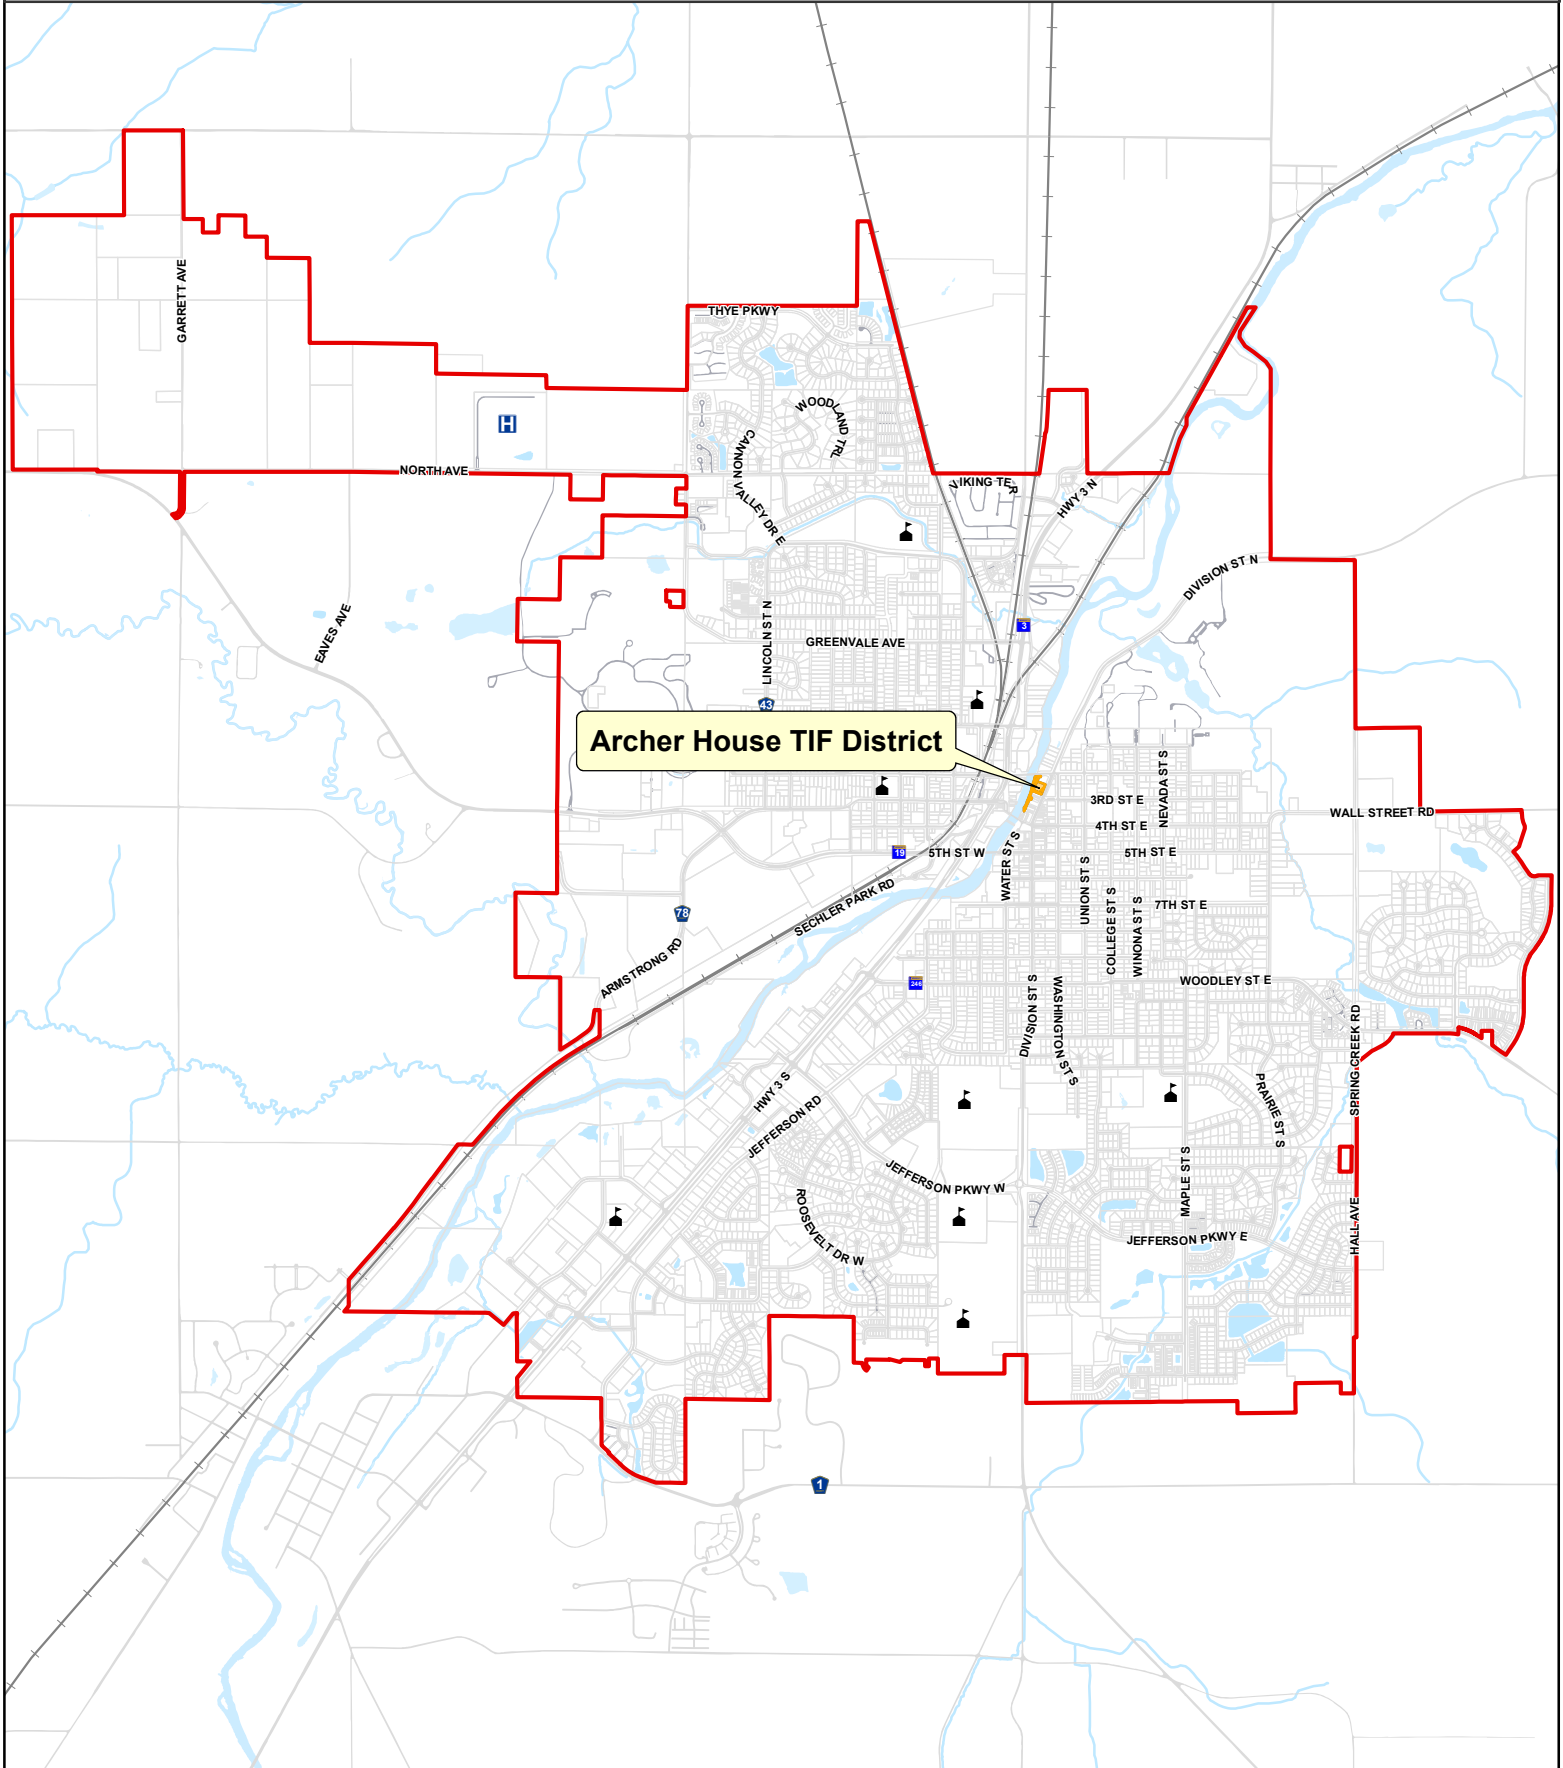 GARRETT AVE
THYE PKWY
WOODLAND TRL
CANNON VALLEY DR E
H
NORTH AVE
VIKING TER
HWY 3 N
DIVISION ST N
EAVES AVE
LINCOLN ST N
GREENVALE AVE
3
43
Archer House TIF District
NEVADA ST S
3RD ST E
4TH ST E
WALL STREET RD
19
5TH ST W
WATER ST S
5TH ST E
UNION ST S
SECHLER PARK RD
78
7TH ST E
COLLEGE ST S
WINONA ST S
ARMSTRONG RD
246
WOODLEY ST E
DIVISION ST S
WASHINGTON ST S
SPRING CREEK RD
HWY 3 S
JEFFERSON RD
PRAIRIE ST S
JEFFERSON PKWY W
MAPLE ST S
ROOSEVELT DR W
JEFFERSON PKWY E
HALL AVE
1